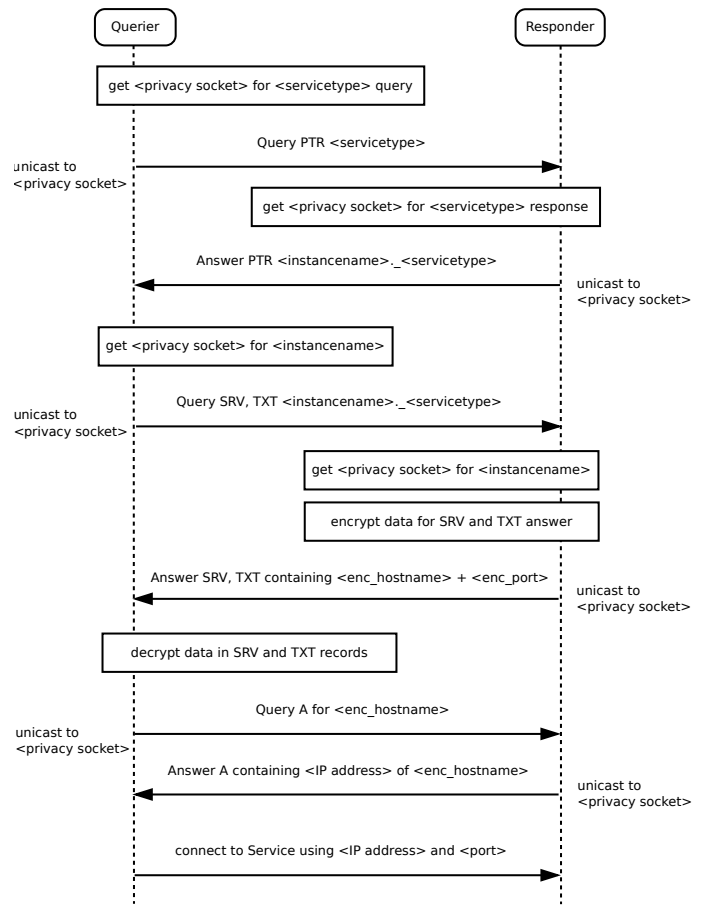 Querier
Responder
get <privacy socket> for <servicetype> query
Query PTR <servicetype>
unicast to
<privacy socket>
get <privacy socket> for <servicetype> response
Answer PTR <instancename>._<servicetype>
unicast to
<privacy socket>
get <privacy socket> for <instancename>
Query SRV, TXT <instancename>._<servicetype>
unicast to
<privacy socket>
get <privacy socket> for <instancename>
encrypt data for SRV and TXT answer
Answer SRV, TXT containing <enc_hostname> + <enc_port>
unicast to
<privacy socket>
decrypt data in SRV and TXT records
Query A for <enc_hostname>
unicast to
<privacy socket>
Answer A containing <IP address> of <enc_hostname>
unicast to
<privacy socket>
connect to Service using <IP address> and <port>